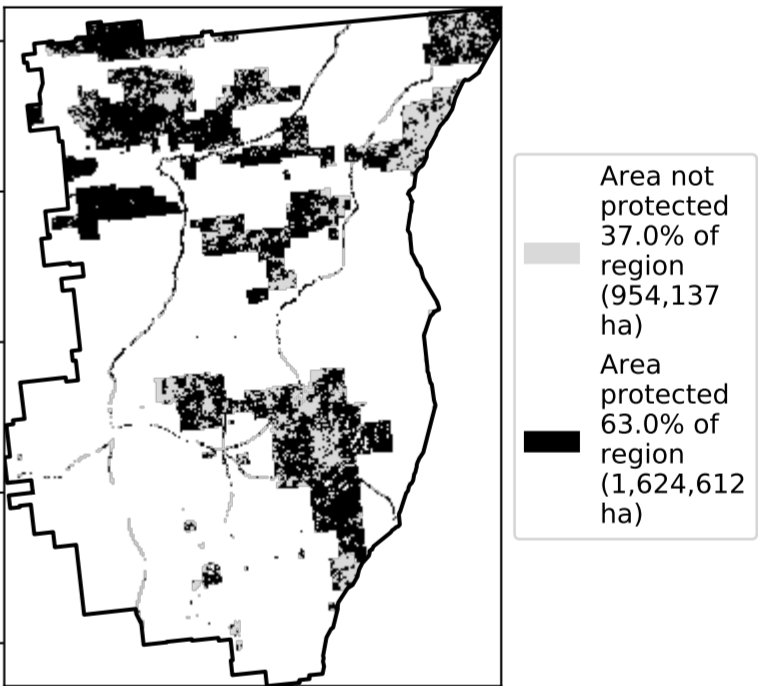 Area not
protected
37.0% of
region
(954,137
ha)
Area
protected
63.0% of
region
(1,624,612
ha)